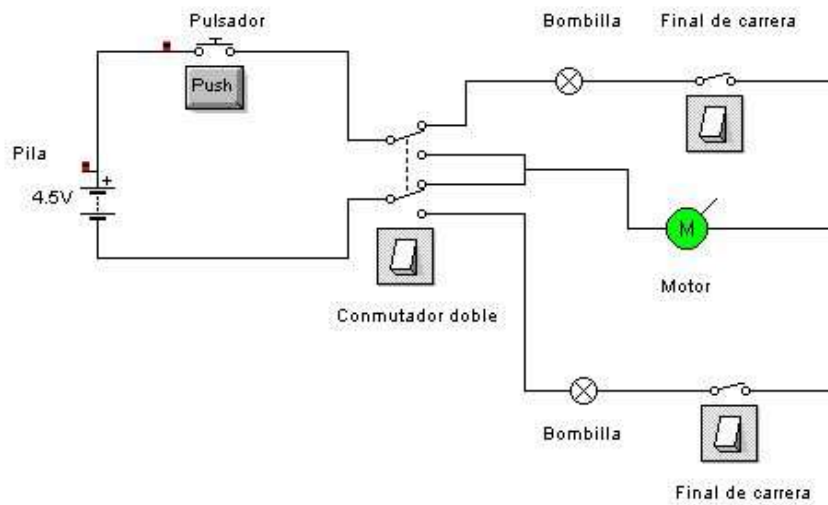 Pulsador
Bombilla
Final de carrera
Push
Pila
+
4.5V
M
Motor
Conmutador doble
Bombilla
Final de carrera